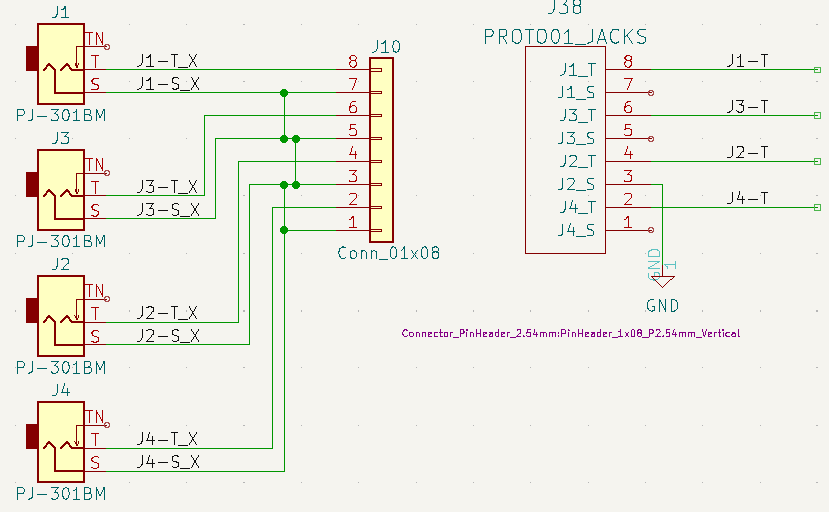 J1
TN
T J1-T_X
S J1-S_X
PJ-301BM
J3
TN
T J3-T_X
S J3-S_X
PJ-301BM
J2
TN
T J2-T_X
S J2-S_X
PJ-301BM
J4
TN
T J4-T_X
S J4-S_X
PJ-301BM
J10
8
7
6
5
4
3
2
1
Conn_01x08
J38
PROTO01_JACKS
J1_T 8 J1-T
J1_S 7
J3_T 6 J3-T
J3_S 5
J2_T 4 J2-T
J2_S 3
J4_T 2 J4-T
J4_S 1
GND 1
GND
Connector_PinHeader_2.54mm:PinHeader_1x08_P2.54mm_Vertical